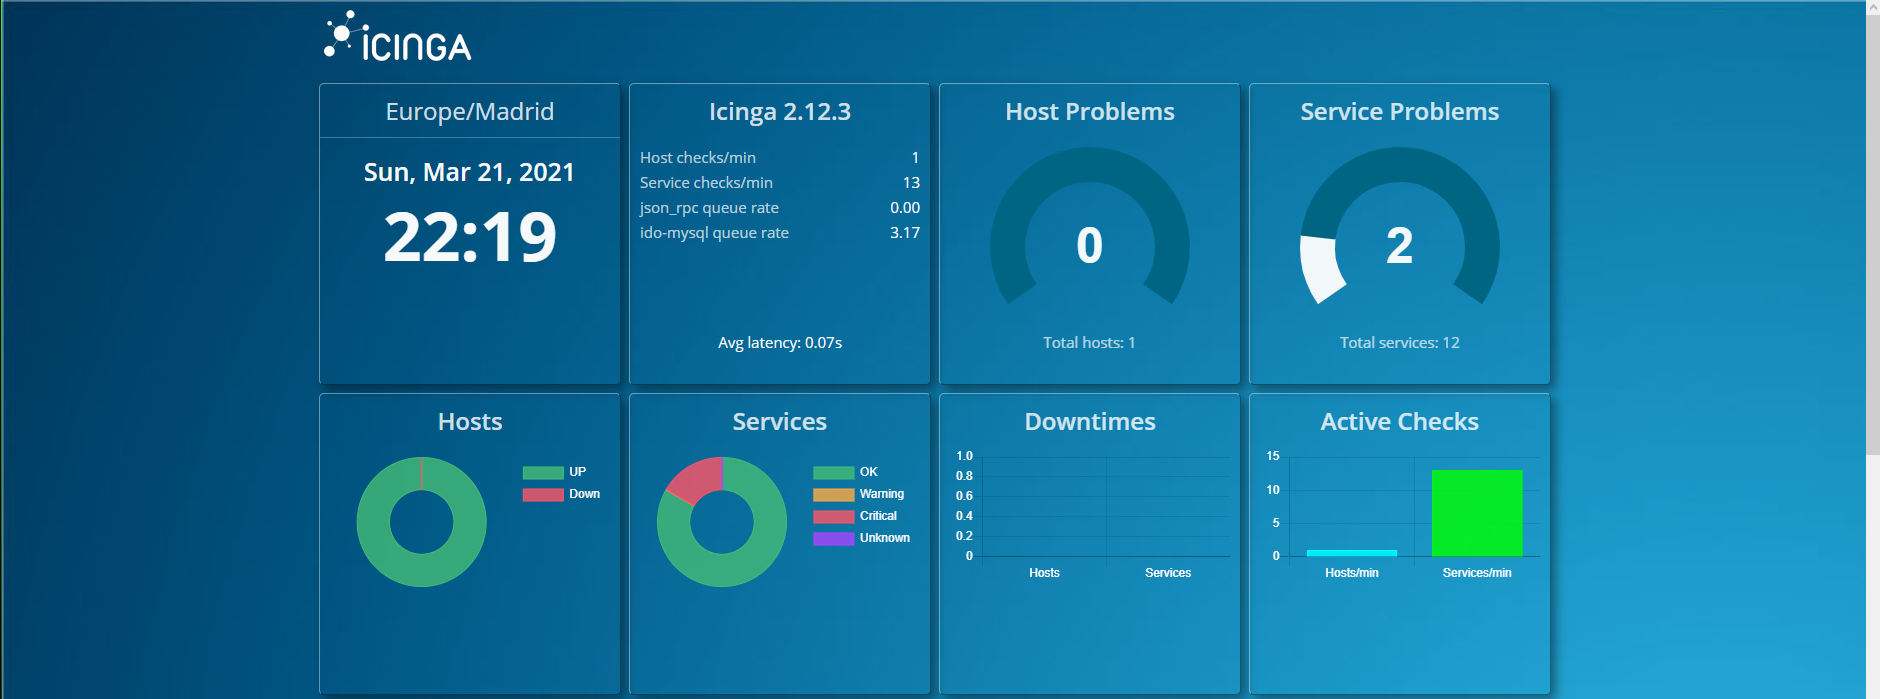 ICINGA
Europe/Madrid
Sun, Mar 21, 2021
22:19
Icinga 2.12.3
Host checks/min 1
Service checks/min 13
json_rpc queue rate 0.00
ido-mysql queue rate 3.17
Avg latency: 0.07s
Host Problems
0
Total hosts: 1
Service Problems
2
Total services: 12
Hosts
UP
Down
Services
OK
Warning
Critical
Unknown
Downtimes
1.0
0.8
0.6
0.4
0.2
0
Hosts Services
Active Checks
15
10
5
0
Hosts/min Services/min